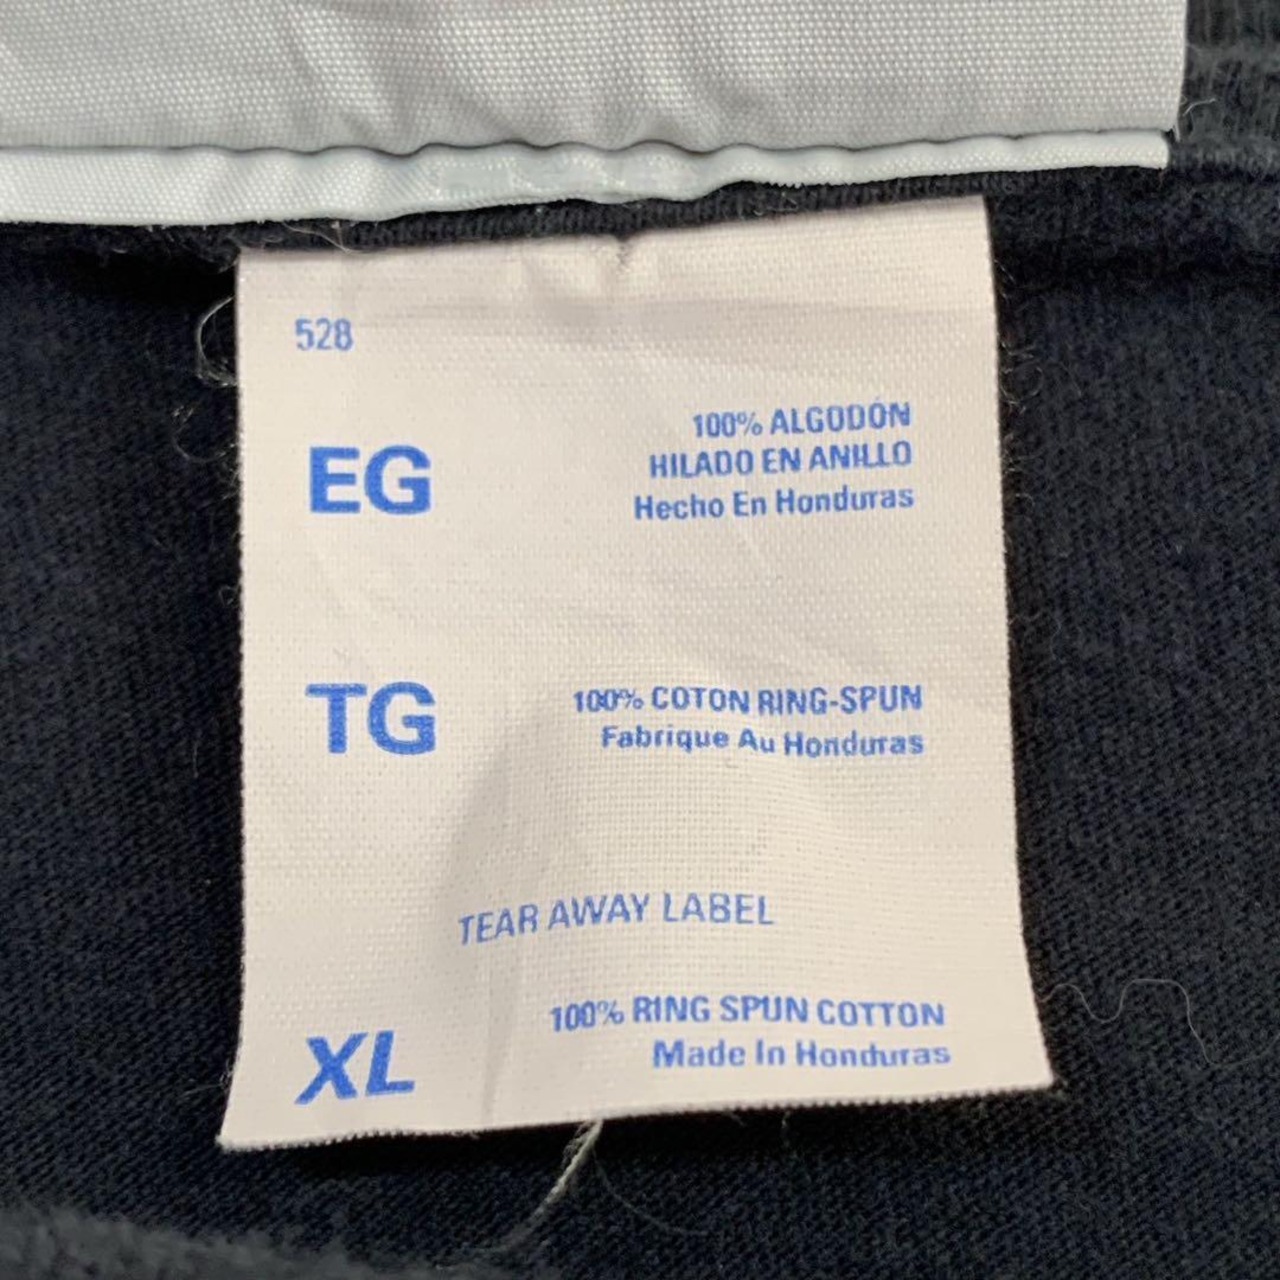 528
EG
100% ALGODÓN
HILADO EN ANILLO
Hecho En Honduras
TG
100% COTON RING-SPUN
Fabrique Au Honduras
TEAR AWAY LABEL
XL
100% RING SPUN COTTON
Made In Honduras